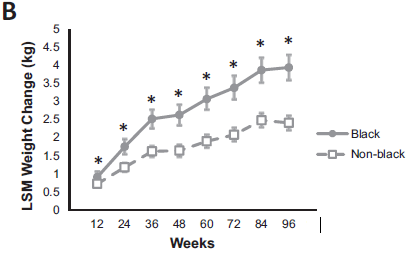 B
LSM Weight Change (kg)
5
4.5
4
3.5
3
2.5
2
1.5
1
0.5
0
* * * * * * * *
12 24 36 48 60 72 84 96
Weeks
Black
Non-black